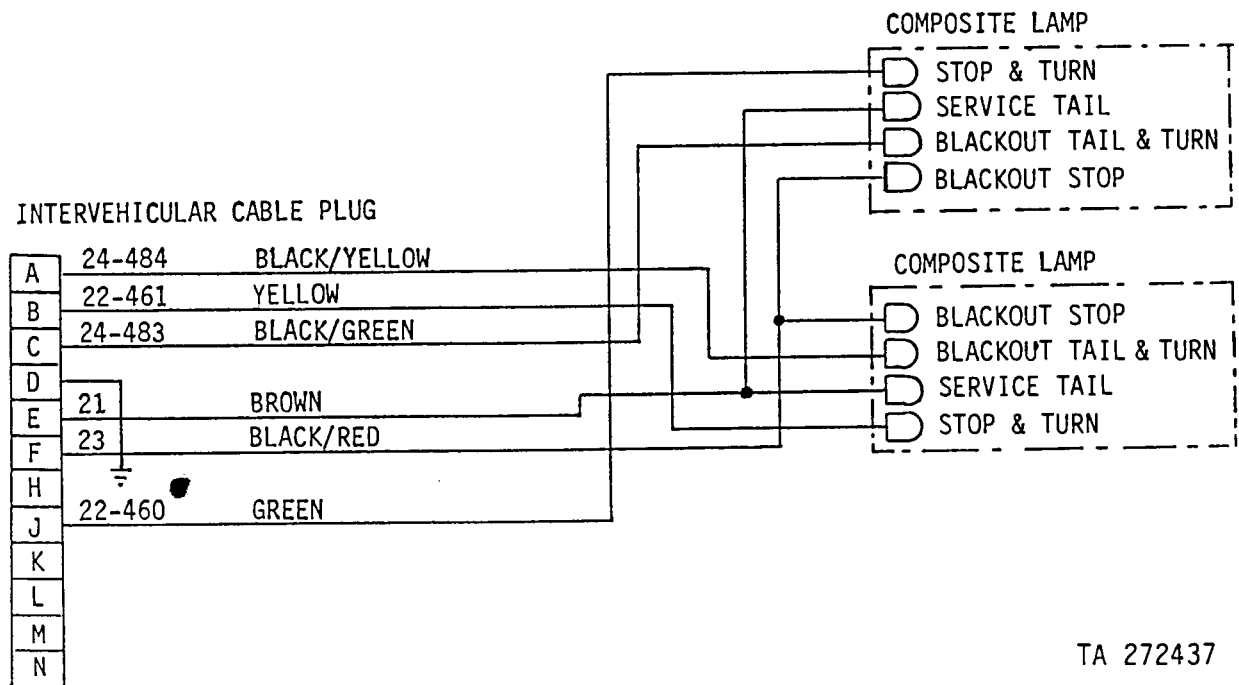 COMPOSITE LAMP
STOP & TURN
SERVICE TAIL
BLACKOUT TAIL & TURN
BLACKOUT STOP
INTERVEHICULAR CABLE PLUG
A 24-484 BLACK/YELLOW
B 22-461 YELLOW
C 24-483 BLACK/GREEN
D
E 21 BROWN
F 23 BLACK/RED
H
J 22-460 GREEN
K
L
M
N
COMPOSITE LAMP
BLACKOUT STOP
BLACKOUT TAIL & TURN
SERVICE TAIL
STOP & TURN
TA 272437